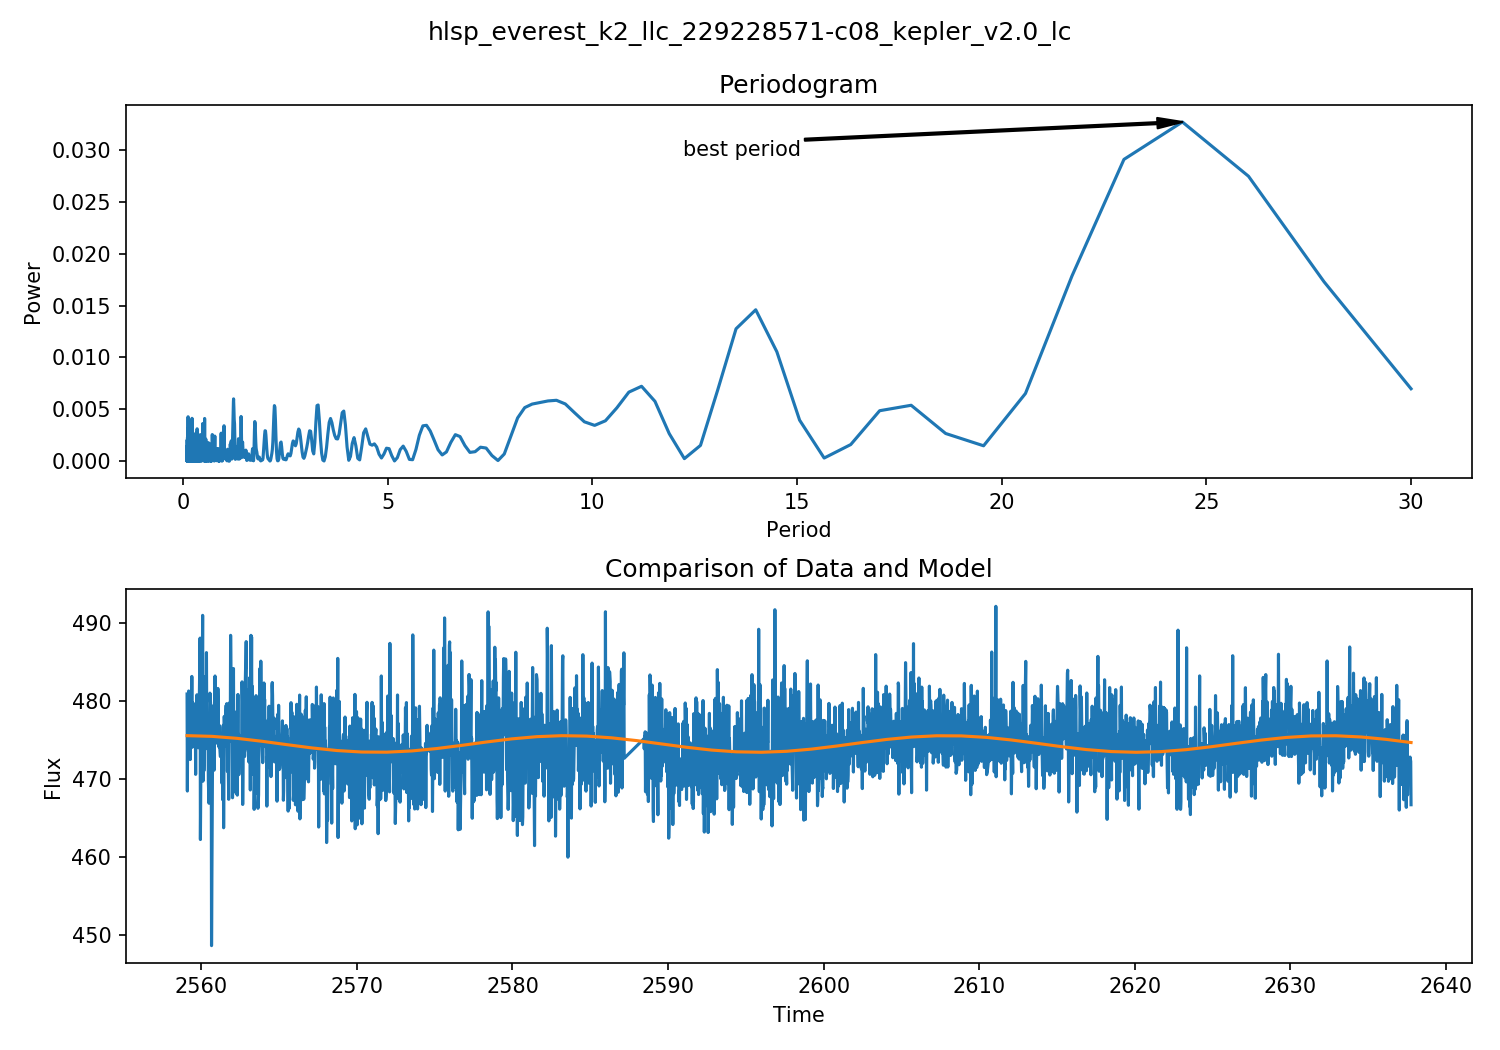 hlsp_everest_k2_llc_229228571-c08_kepler_v2.0_lc
Periodogram
Power
0.030
0.025
0.020
0.015
0.010
0.005
0.000
best period
0 5 10 15 20 25 30
Period
Comparison of Data and Model
Flux
490
480
470
460
450
2560 2570 2580 2590 2600 2610 2620 2630 2640
Time